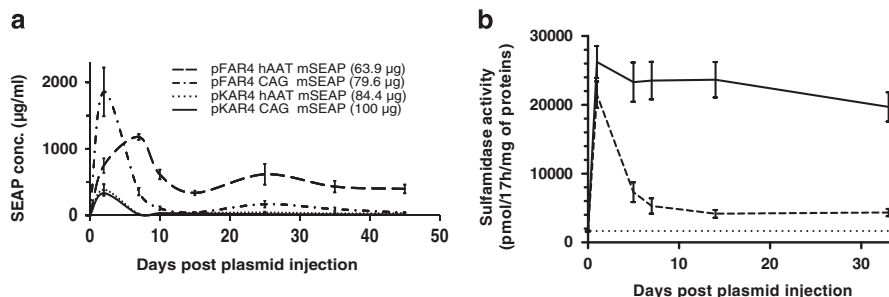 a
SEAP conc. (µg/ml)
2000
1000
0
0 10 20 30 40 50
Days post plasmid injection
pFAR4 hAAT mSEAP (63.9 µg)
pFAR4 CAG mSEAP (79.6 µg)
pKAR4 hAAT mSEAP (84.4 µg)
pKAR4 CAG mSEAP (100 µg)
b
Sulfamidase activity
(pmol/17h/mg of proteins)
30000
20000
10000
0
0 10 20 30
Days post plasmid injection